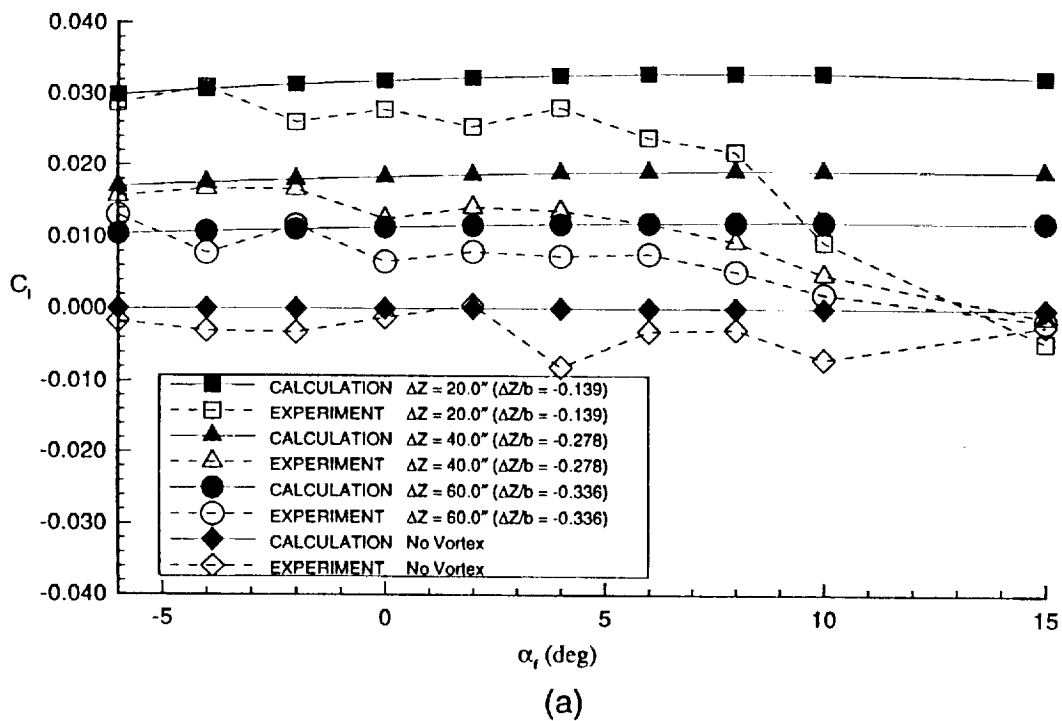 0.040
0.030
0.020
0.010
C_l
0.000
-0.010
-0.020
-0.030
-0.040
CALCULATION ΔZ = 20.0″ (ΔZ/b = -0.139)
EXPERIMENT ΔZ = 20.0″ (ΔZ/b = -0.139)
CALCULATION ΔZ = 40.0″ (ΔZ/b = -0.278)
EXPERIMENT ΔZ = 40.0″ (ΔZ/b = -0.278)
CALCULATION ΔZ = 60.0″ (ΔZ/b = -0.336)
EXPERIMENT ΔZ = 60.0″ (ΔZ/b = -0.336)
CALCULATION No Vortex
EXPERIMENT No Vortex
-5 0 5 10 15
α_f (deg)
(a)